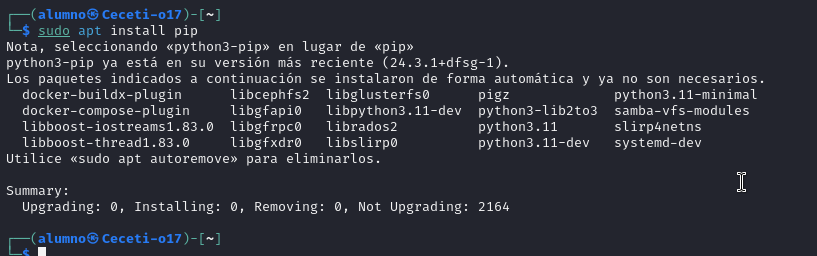 ┌──(alumno㉿Ceceti-o17)-[~]
└─$ sudo apt install pip
Nota, seleccionando «python3-pip» en lugar de «pip»
python3-pip ya está en su versión más reciente (24.3.1+dfsg-1).
Los paquetes indicados a continuación se instalaron de forma automática y ya no son necesarios.
  docker-buildx-plugin      libcephfs2  libglusterfs0      pigz             python3.11-minimal
  docker-compose-plugin     libgfapi0   libpython3.11-dev  python3-lib2to3  samba-vfs-modules
  libboost-iostreams1.83.0  libgfrpc0   librados2          python3.11       slirp4netns
  libboost-thread1.83.0     libgfxdr0   libslirp0          python3.11-dev   systemd-dev
Utilice «sudo apt autoremove» para eliminarlos.

Summary:
  Upgrading: 0, Installing: 0, Removing: 0, Not Upgrading: 2164

┌──(alumno㉿Ceceti-o17)-[~]
└─$